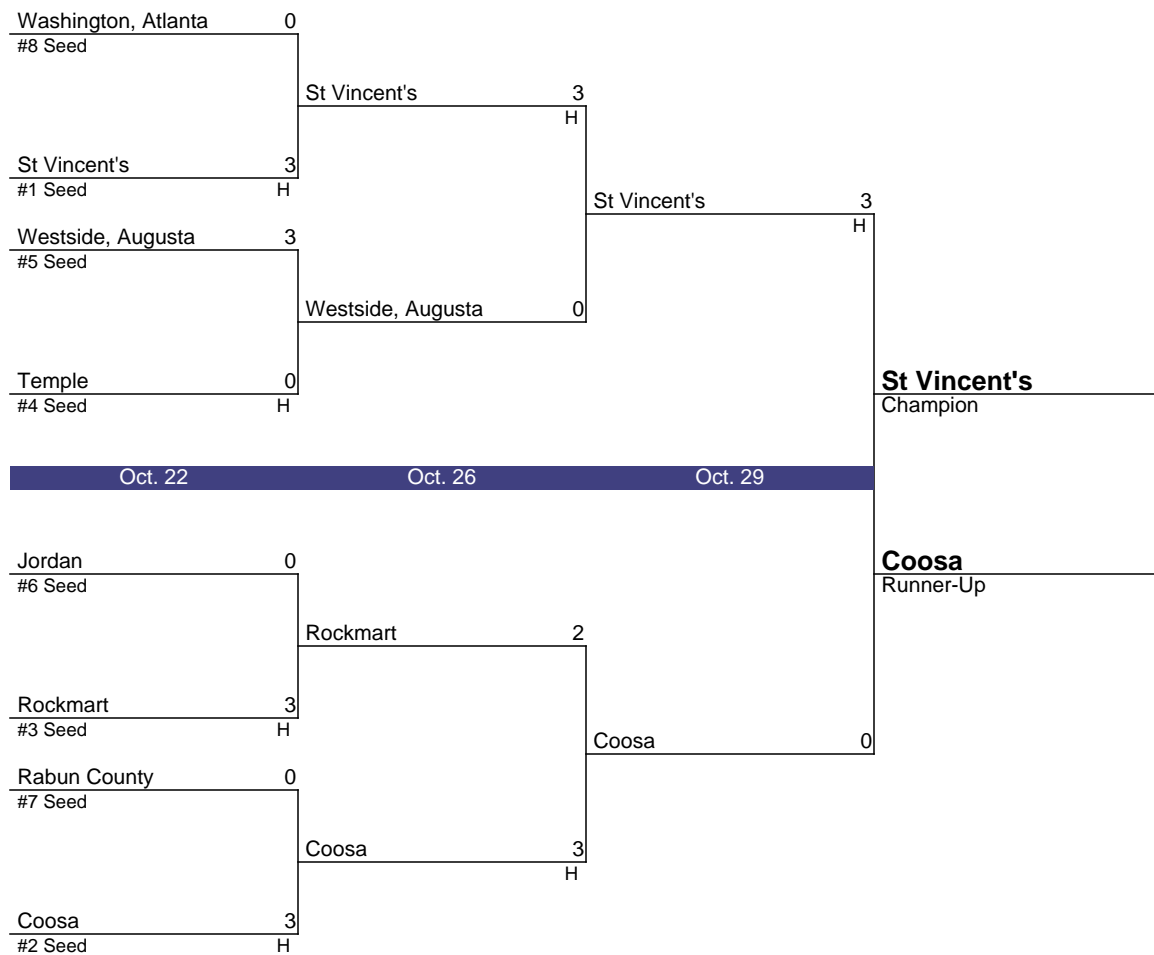 Washington, Atlanta 0
#8 Seed
St Vincent's 3
H
St Vincent's 3
#1 Seed H
St Vincent's 3
H
Westside, Augusta 3
#5 Seed
Westside, Augusta 0
Temple 0
#4 Seed H
St Vincent's
Champion
Oct. 22 Oct. 26 Oct. 29
Jordan 0
#6 Seed
Coosa
Runner-Up
Rockmart 2
Rockmart 3
#3 Seed H
Coosa 0
Rabun County 0
#7 Seed
Coosa 3
H
Coosa 3
#2 Seed H